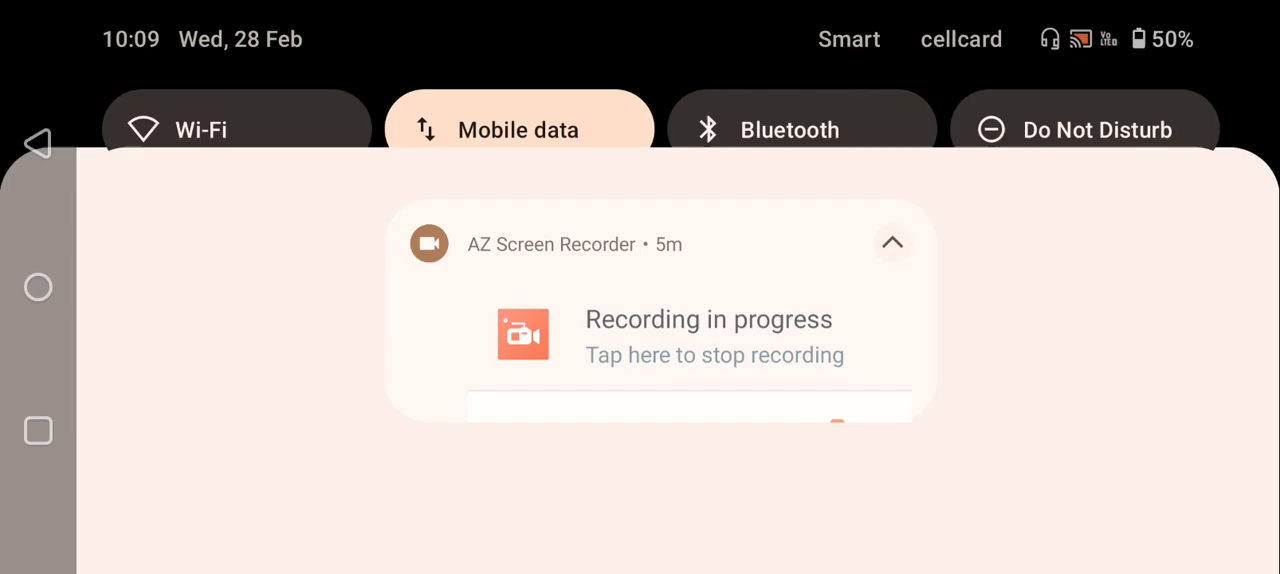 10:09 Wed, 28 Feb Smart cellcard VoLTED 50%
Wi-Fi Mobile data Bluetooth Do Not Disturb
AZ Screen Recorder • 5m
Recording in progress
Tap here to stop recording